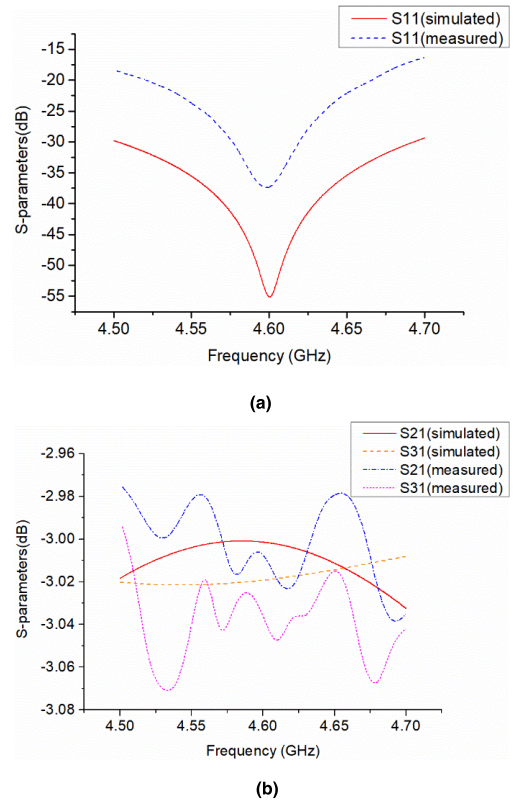 S11(simulated)
S11(measured)
-15
-20
-25
-30
-35
-40
-45
-50
-55
S-parameters(dB)
4.50
4.55
4.60
4.65
4.70
Frequency (GHz)
(a)
S21(simulated)
S31(simulated)
S21(measured)
S31(measured)
-2.96
-2.98
-3.00
-3.02
-3.04
-3.06
-3.08
S-parameters(dB)
4.50
4.55
4.60
4.65
4.70
Frequency (GHz)
(b)